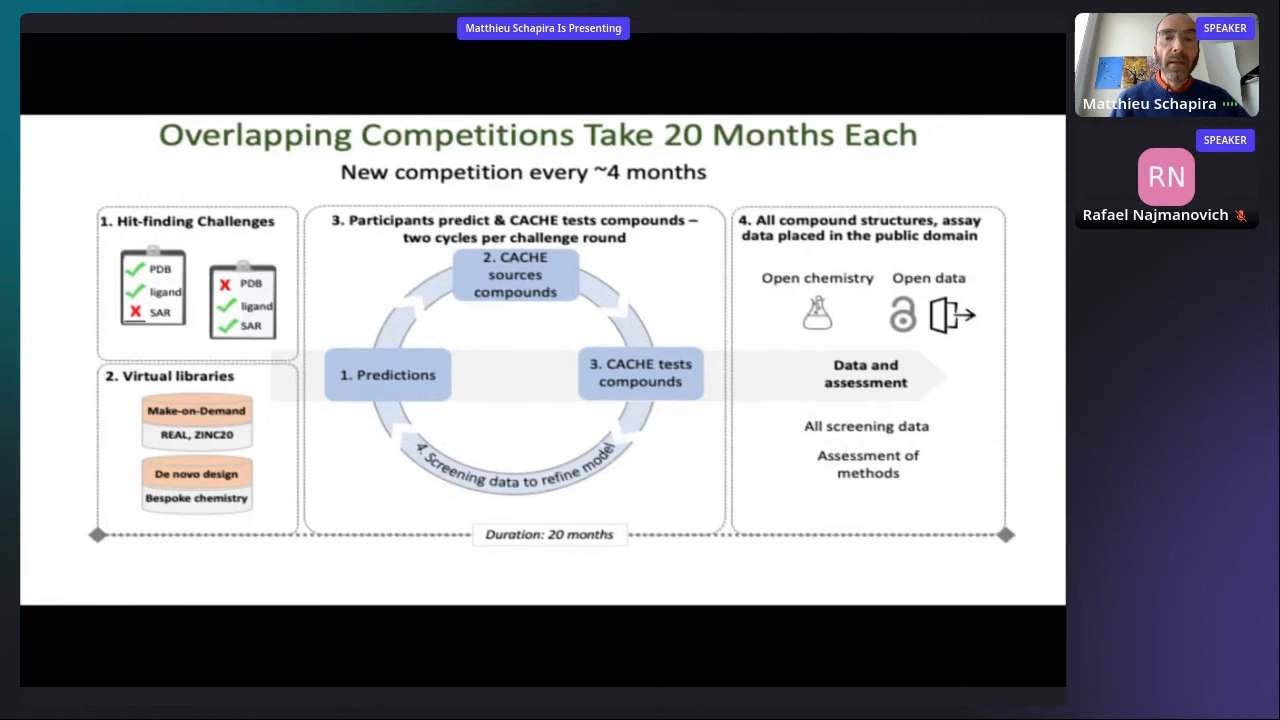 Matthieu Schapira Is Presenting
SPEAKER
Matthieu Schapira
SPEAKER
RN
Rafael Najmanovich
Overlapping Competitions Take 20 Months Each
New competition every ~4 months
1. Hit-finding Challenges
PDB
ligand
SAR
PDB
ligand
SAR
2. Virtual libraries
Make-on-Demand
REAL, ZINC20
De novo design
Bespoke chemistry
3. Participants predict & CACHE tests compounds –
two cycles per challenge round
2. CACHE
sources
compounds
1. Predictions
3. CACHE tests
compounds
4. Screening data to refine model
4. All compound structures, assay
data placed in the public domain
Open chemistry
Open data
Data and
assessment
All screening data
Assessment of
methods
Duration: 20 months